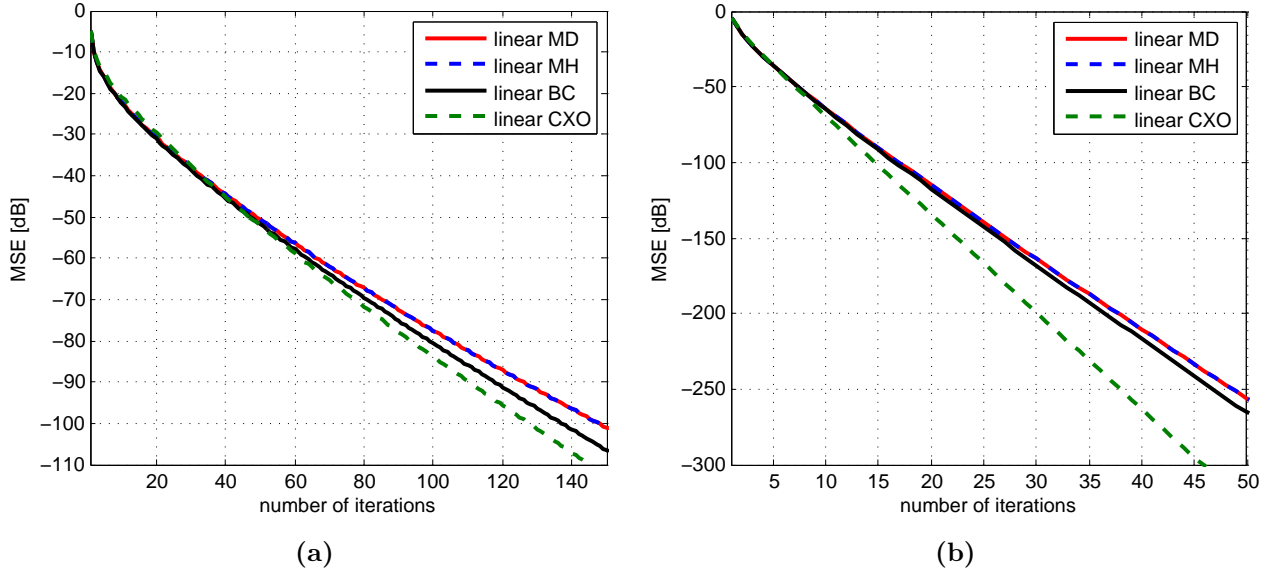 0
−10
−20
−30
−40
−50
−60
−70
−80
−90
−100
−110
MSE [dB]
linear MD
linear MH
linear BC
linear CXO
20 40 60 80 100 120 140
number of iterctions
(a)
0
−50
−100
−150
−200
−250
−300
MSE [dB]
linear MD
linear MH
linear BC
linear CXO
5 10 15 20 25 30 35 40 45 50
number of iterctions
(b)